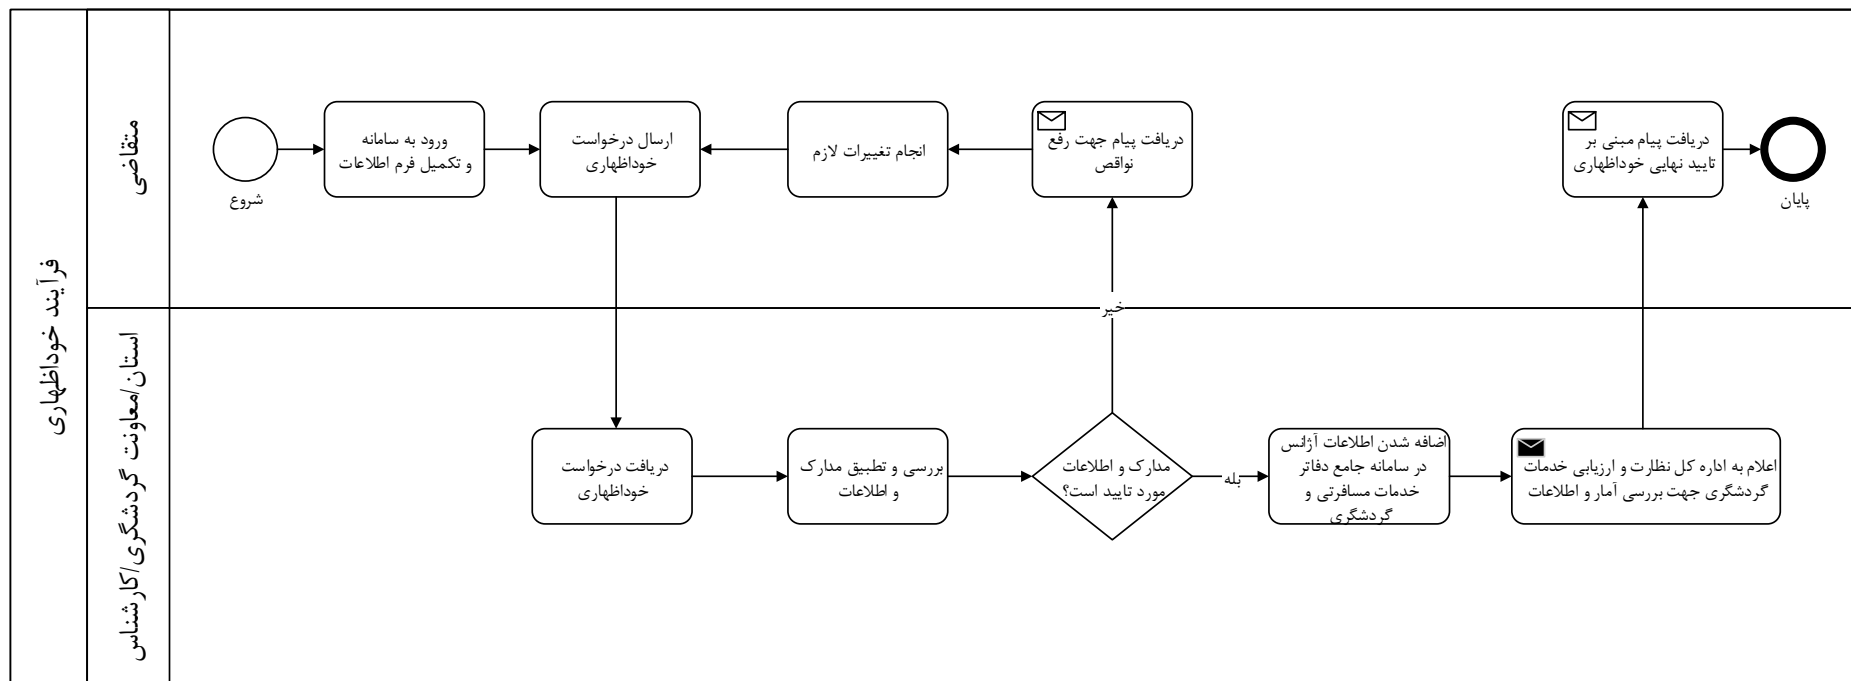 فرآیند خوداظهاری
متقاضی
شروع
ورود به سامانه
و تکمیل فرم اطلاعات
ارسال درخواست
خوداظهاری
انجام تغییرات لازم
دریافت پیام جهت رفع
نواقص
دریافت پیام مبنی بر
تایید نهایی خوداظهاری
پایان
خیر
استان/معاونت گردشگری/کارشناس
دریافت درخواست
خوداظهاری
بررسی و تطبیق مدارک
و اطلاعات
مدارک و اطلاعات
مورد تایید است؟
بله
اضافه شدن اطلاعات آژانس
در سامانه جامع دفاتر
خدمات مسافرتی و
گردشگری
اعلام به اداره کل نظارت و ارزیابی خدمات
گردشگری جهت بررسی آمار و اطلاعات